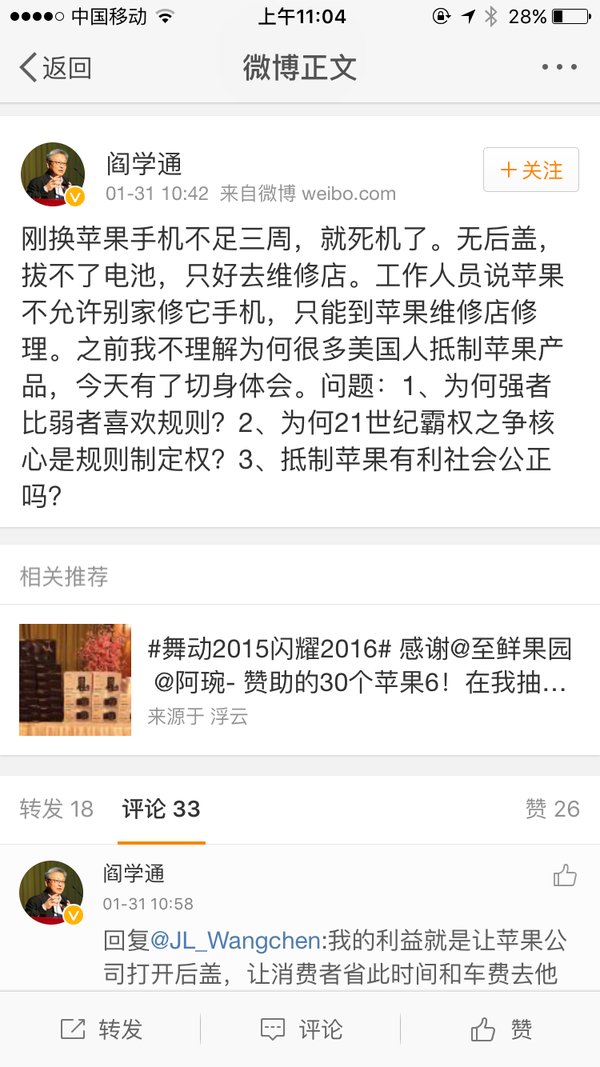 中国移动
上午11:04
28%
返回
微博正文
阎学通
+关注
01-31 10:42 来自微博 weibo.com
刚换苹果手机不足三周，就死机了。无后盖，
拔不了电池，只好去维修店。工作人员说苹果
不允许别家修它手机，只能到苹果维修店修
理。之前我不理解为何很多美国人抵制苹果产
品，今天有了切身体会。问题：1、为何强者
比弱者喜欢规则？2、为何21世纪霸权之争核
心是规则制定权？3、抵制苹果有利社会公正
吗？
相关推荐
#舞动2015闪耀2016# 感谢@至鲜果园
@阿琬- 赞助的30个苹果6！在我抽…
来源于 浮云
转发 18
评论 33
赞 26
阎学通
01-31 10:58
回复@JL_Wangchen:我的利益就是让苹果公
司打开后盖，让消费者省此时间和车费去他
转发
评论
赞